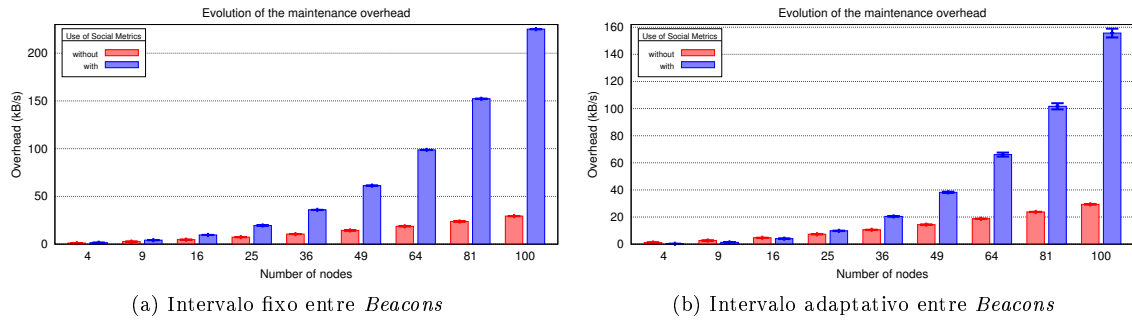 Evolution of the maintenance overhead
Use of Social Metrics
without
with
Overhead (kB/s)
200
150
100
50
0
4 9 16 25 36 49 64 81 100
Number of nodes
(a) Intervalo fixo entre Beacons
Evolution of the maintenance overhead
Use of Social Metrics
without
with
Overhead (kB/s)
160
140
120
100
80
60
40
20
0
4 9 16 25 36 49 64 81 100
Number of nodes
(b) Intervalo adaptativo entre Beacons